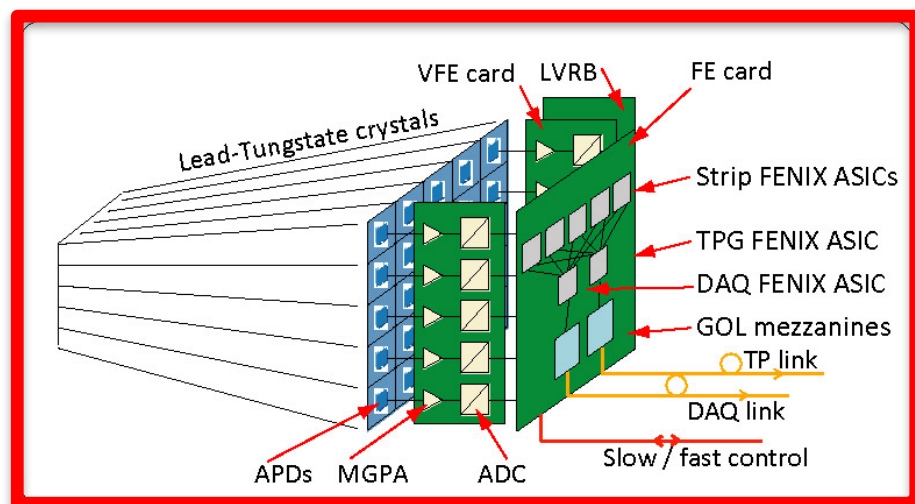 VFE card
LVRB
FE card
Lead-Tungstate crystals
Strip FENIX ASICs
TPG FENIX ASIC
DAQ FENIX ASIC
GOL mezzanines
TP link
DAQ link
Slow / fast control
APDs
MGPA
ADC